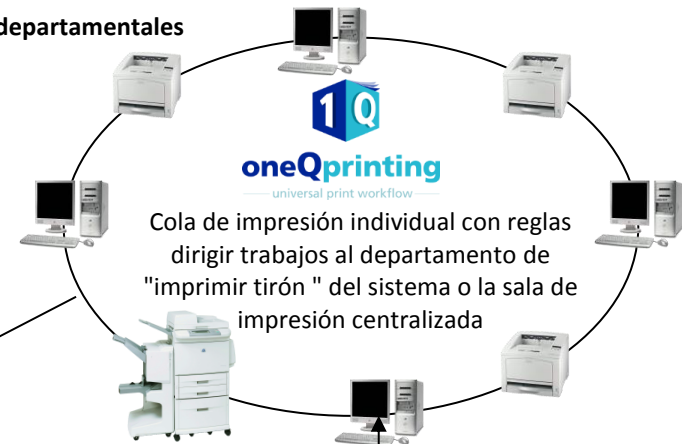 departamentales
1Q
oneQprinting
universal print workflow
Cola de impresión individual con reglas
dirigir trabajos al departamento de
"imprimir tirón " del sistema o la sala de
impresión centralizada